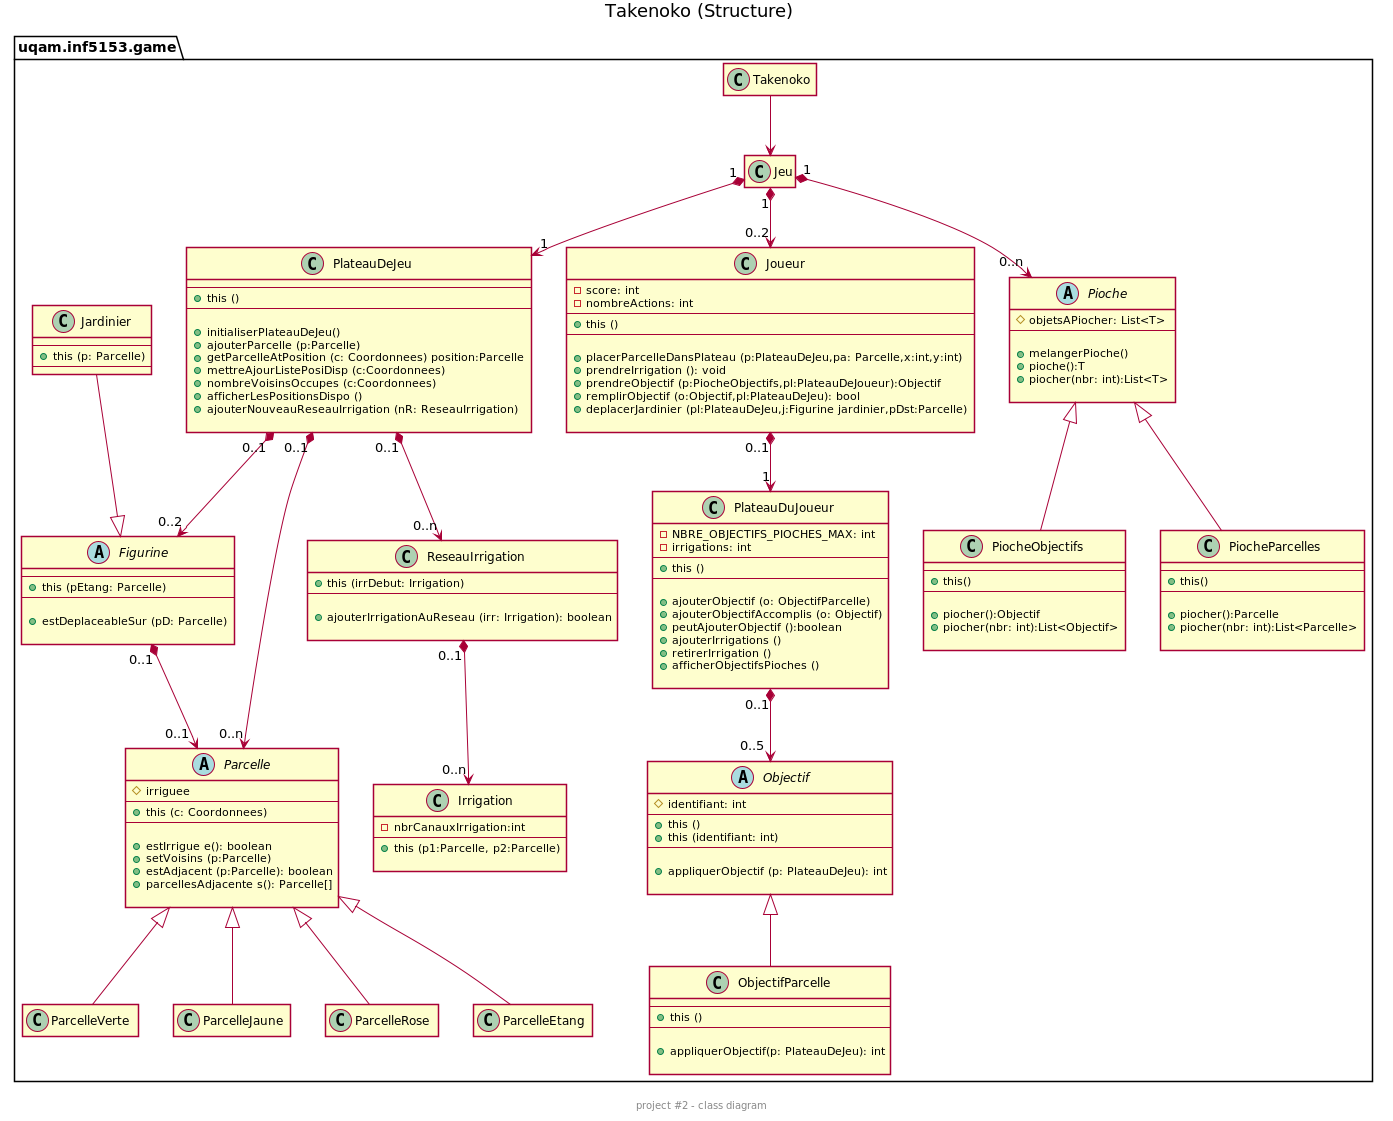 Takenoko (Structure)
uqam.inf5153.game
C Takenoko
C Jeu
1
1
1
1
0..2
0..n
C PlateauDeJeu
this ()
initialiserPlateauDeJeu()
ajouterParcelle (p:Parcelle)
getParcelleAtPosition (c: Coordonnees) position:Parcelle
mettreAjourListePosiDisp (c:Coordonnees)
nombreVoisinsOccupes (c:Coordonnees)
afficherLesPositionsDispo ()
ajouterNouveauReseauIrrigation (nR: ReseauIrrigation)
C Joueur
score: int
nombreActions: int
this ()
placerParcelleDansPlateau (p:PlateauDeJeu,pa: Parcelle,x:int,y:int)
prendreIrrigation (): void
prendreObjectif (p:PiocheObjectifs,pl:PlateauDeJoueur):Objectif
remplirObjectif (o:Objectif,pl:PlateauDeJeu): bool
deplacerJardinier (pl:PlateauDeJeu,j:Figurine jardinier,pDst:Parcelle)
A Pioche
objetsAPiocher: List<T>
melangerPioche()
pioche():T
piocher(nbr: int):List<T>
C Jardinier
this (p: Parcelle)
0..1
0..1
0..1
0..1
0..2
0..n
1
A Figurine
this (pEtang: Parcelle)
estDeplaceableSur (pD: Parcelle)
C ReseauIrrigation
this (irrDebut: Irrigation)
ajouterIrrigationAuReseau (irr: Irrigation): boolean
C PlateauDuJoueur
NBRE_OBJECTIFS_PIOCHES_MAX: int
irrigations: int
this ()
ajouterObjectif (o: ObjectifParcelle)
ajouterObjectifAccomplis (o: Objectif)
peutAjouterObjectif ():boolean
ajouterIrrigations ()
retirerIrrigation ()
afficherObjectifsPioches ()
C PiocheObjectifs
this()
piocher():Objectif
piocher(nbr: int):List<Objectif>
C PiocheParcelles
this()
piocher():Parcelle
piocher(nbr: int):List<Parcelle>
0..1
0..1
0..1
0..1
0..n
0..n
0..5
A Parcelle
irriguee
this (c: Coordonnees)
estIrrigue e(): boolean
setVoisins (p:Parcelle)
estAdjacent (p:Parcelle): boolean
parcellesAdjacente s(): Parcelle[]
C Irrigation
nbrCanauxIrrigation:int
this (p1:Parcelle, p2:Parcelle)
A Objectif
identifiant: int
this ()
this (identifiant: int)
appliquerObjectif (p: PlateauDeJeu): int
C ParcelleVerte
C ParcelleJaune
C ParcelleRose
C ParcelleEtang
C ObjectifParcelle
this ()
appliquerObjectif(p: PlateauDeJeu): int
project #2 - class diagram